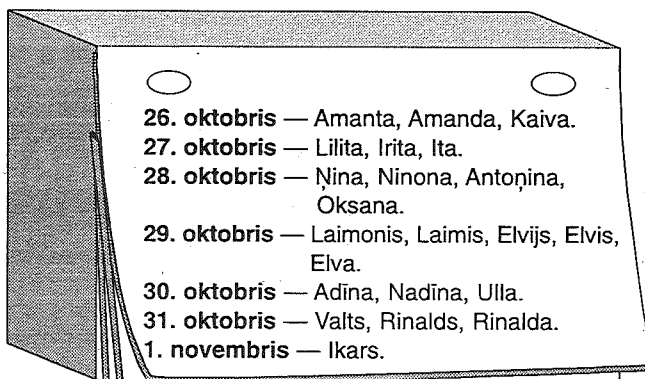 26. oktobris — Amanta, Amanda, Kaiva.
27. oktobris — Lilita, Irita, Ita.
28. oktobris — Ņina, Ninona, Antoņina,
Oksana.
29. oktobris — Laimonis, Laimis, Elvijs, Elvis,
Elva.
30. oktobris — Adīna, Nadīna, Ulla.
31. oktobris — Valts, Rinalds, Rinalda.
1. novembris — Ikars.